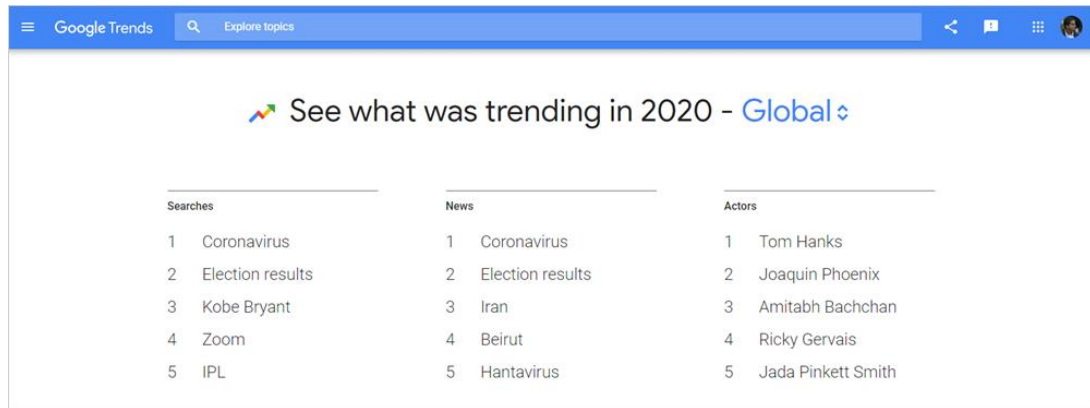 Google Trends
Explore topics
See what was trending in 2020 - Global
Searches
1 Coronavirus
2 Election results
3 Kobe Bryant
4 Zoom
5 IPL
News
1 Coronavirus
2 Election results
3 Iran
4 Beirut
5 Hantavirus
Actors
1 Tom Hanks
2 Joaquin Phoenix
3 Amitabh Bachchan
4 Ricky Gervais
5 Jada Pinkett Smith